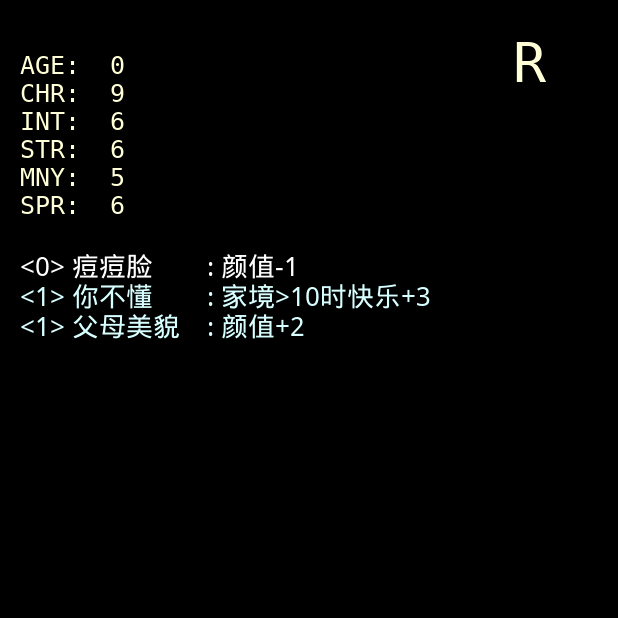 R
AGE: 0
CHR: 9
INT: 6
STR: 6
MNY: 5
SPR: 6
<0> 痘痘脸 : 颜值-1
<1> 你不懂 : 家境>10时快乐+3
<1> 父母美貌 : 颜值+2